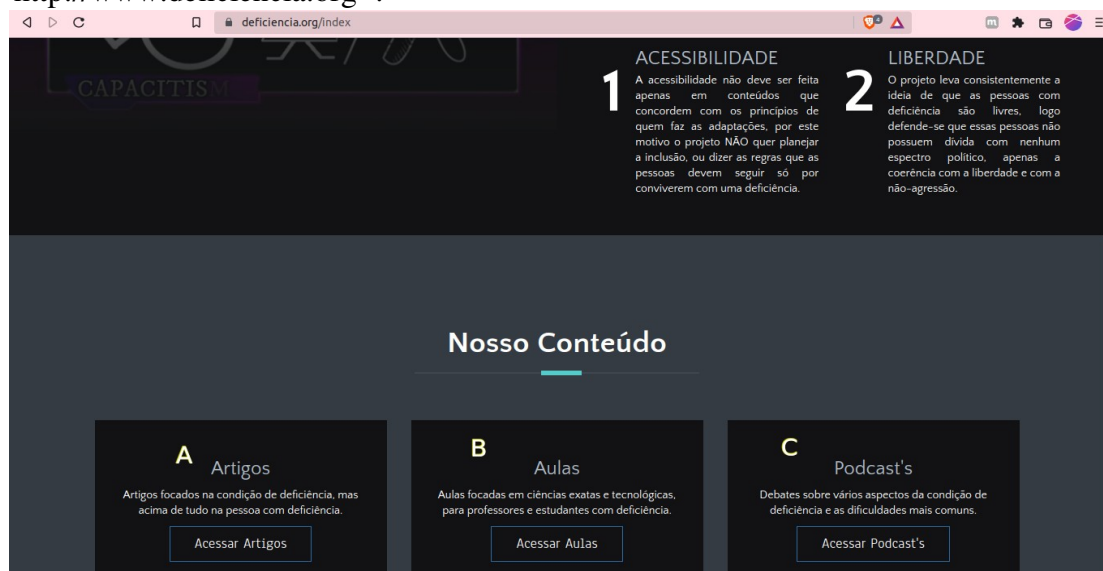 http://www.deficiencia.org
deficiencia.org/index
CAPACITISM
1
ACESSIBILIDADE
A acessibilidade não deve ser feita
apenas em conteúdos que
concordem com os princípios de
quem faz as adaptações, por este
motivo o projeto NÃO quer planejar
a inclusão, ou dizer as regras que as
pessoas devem seguir só por
conviverem com uma deficiência.
2
LIBERDADE
O projeto leva consistentemente a
ideia de que as pessoas com
deficiência são livres, logo
defende-se que essas pessoas não
possuem divida com nenhum
espectro político, apenas a
coerência com a liberdade e com a
não-agressão.
Nosso Conteúdo
A
Artigos
Artigos focados na condição de deficiência, mas
acima de tudo na pessoa com deficiência.
Acessar Artigos
B
Aulas
Aulas focadas em ciências exatas e tecnológicas,
para professores e estudantes com deficiência.
Acessar Aulas
C
Podcast's
Debates sobre vários aspectos da condição de
deficiência e as dificuldades mais comuns.
Acessar Podcast's